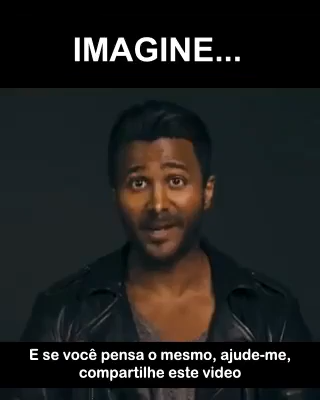 IMAGINE...
E se você pensa o mesmo, ajude-me,
compartilhe este video